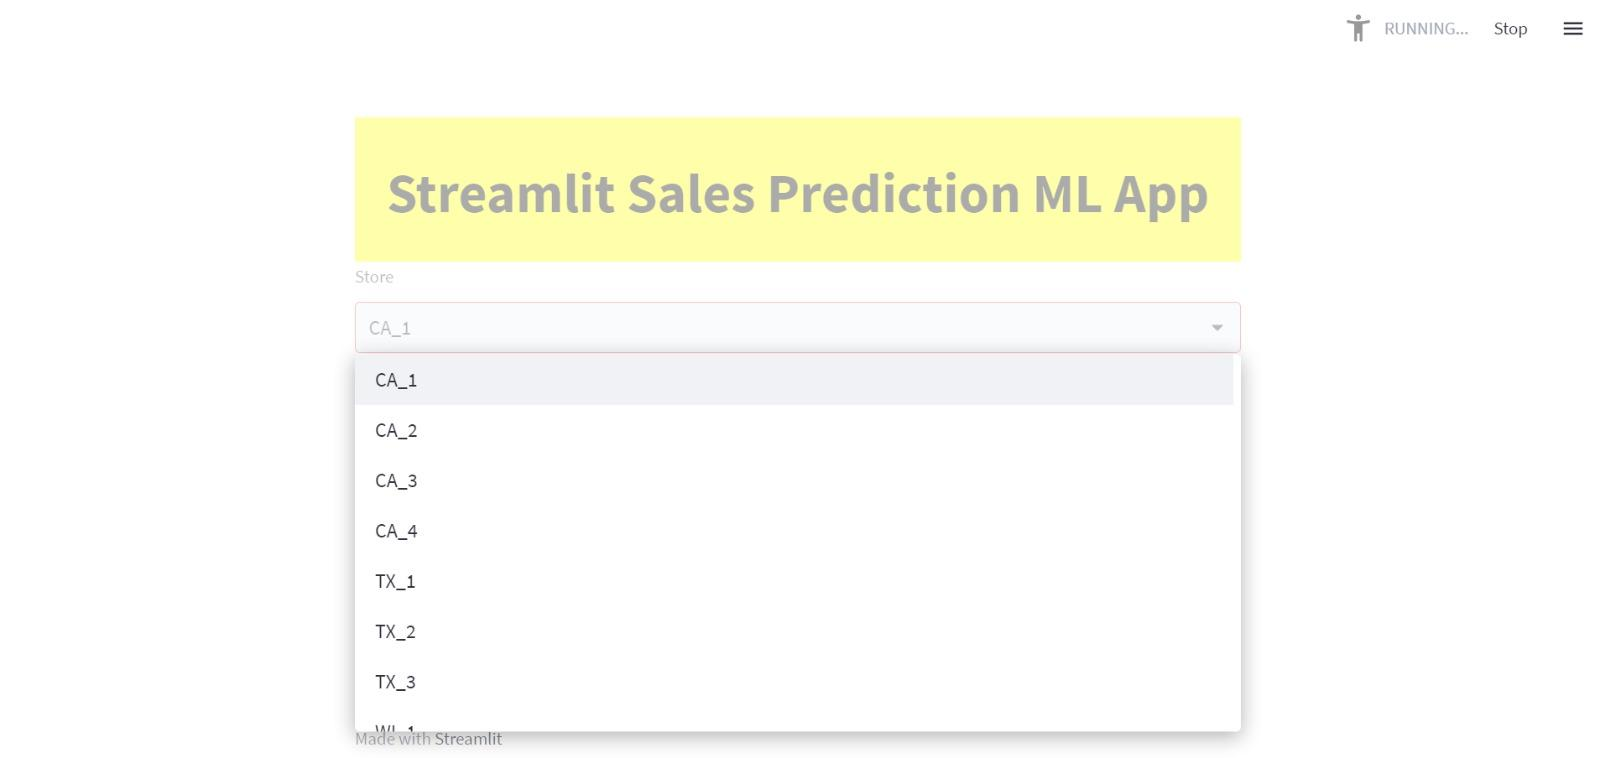 RUNNING... Stop
Streamlit Sales Prediction ML App
Store
CA_1
CA_1
CA_2
CA_3
CA_4
TX_1
TX_2
TX_3
WI_1
Made with Streamlit